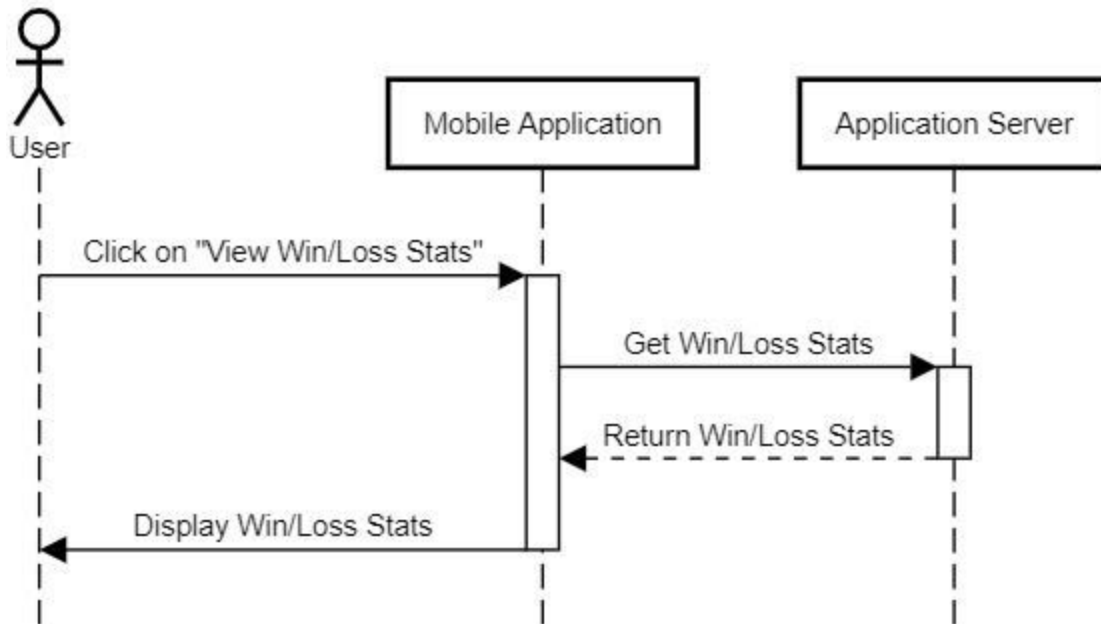 User
Mobile Application
Application Server
Click on "View Win/Loss Stats"
Get Win/Loss Stats
Return Win/Loss Stats
Display Win/Loss Stats